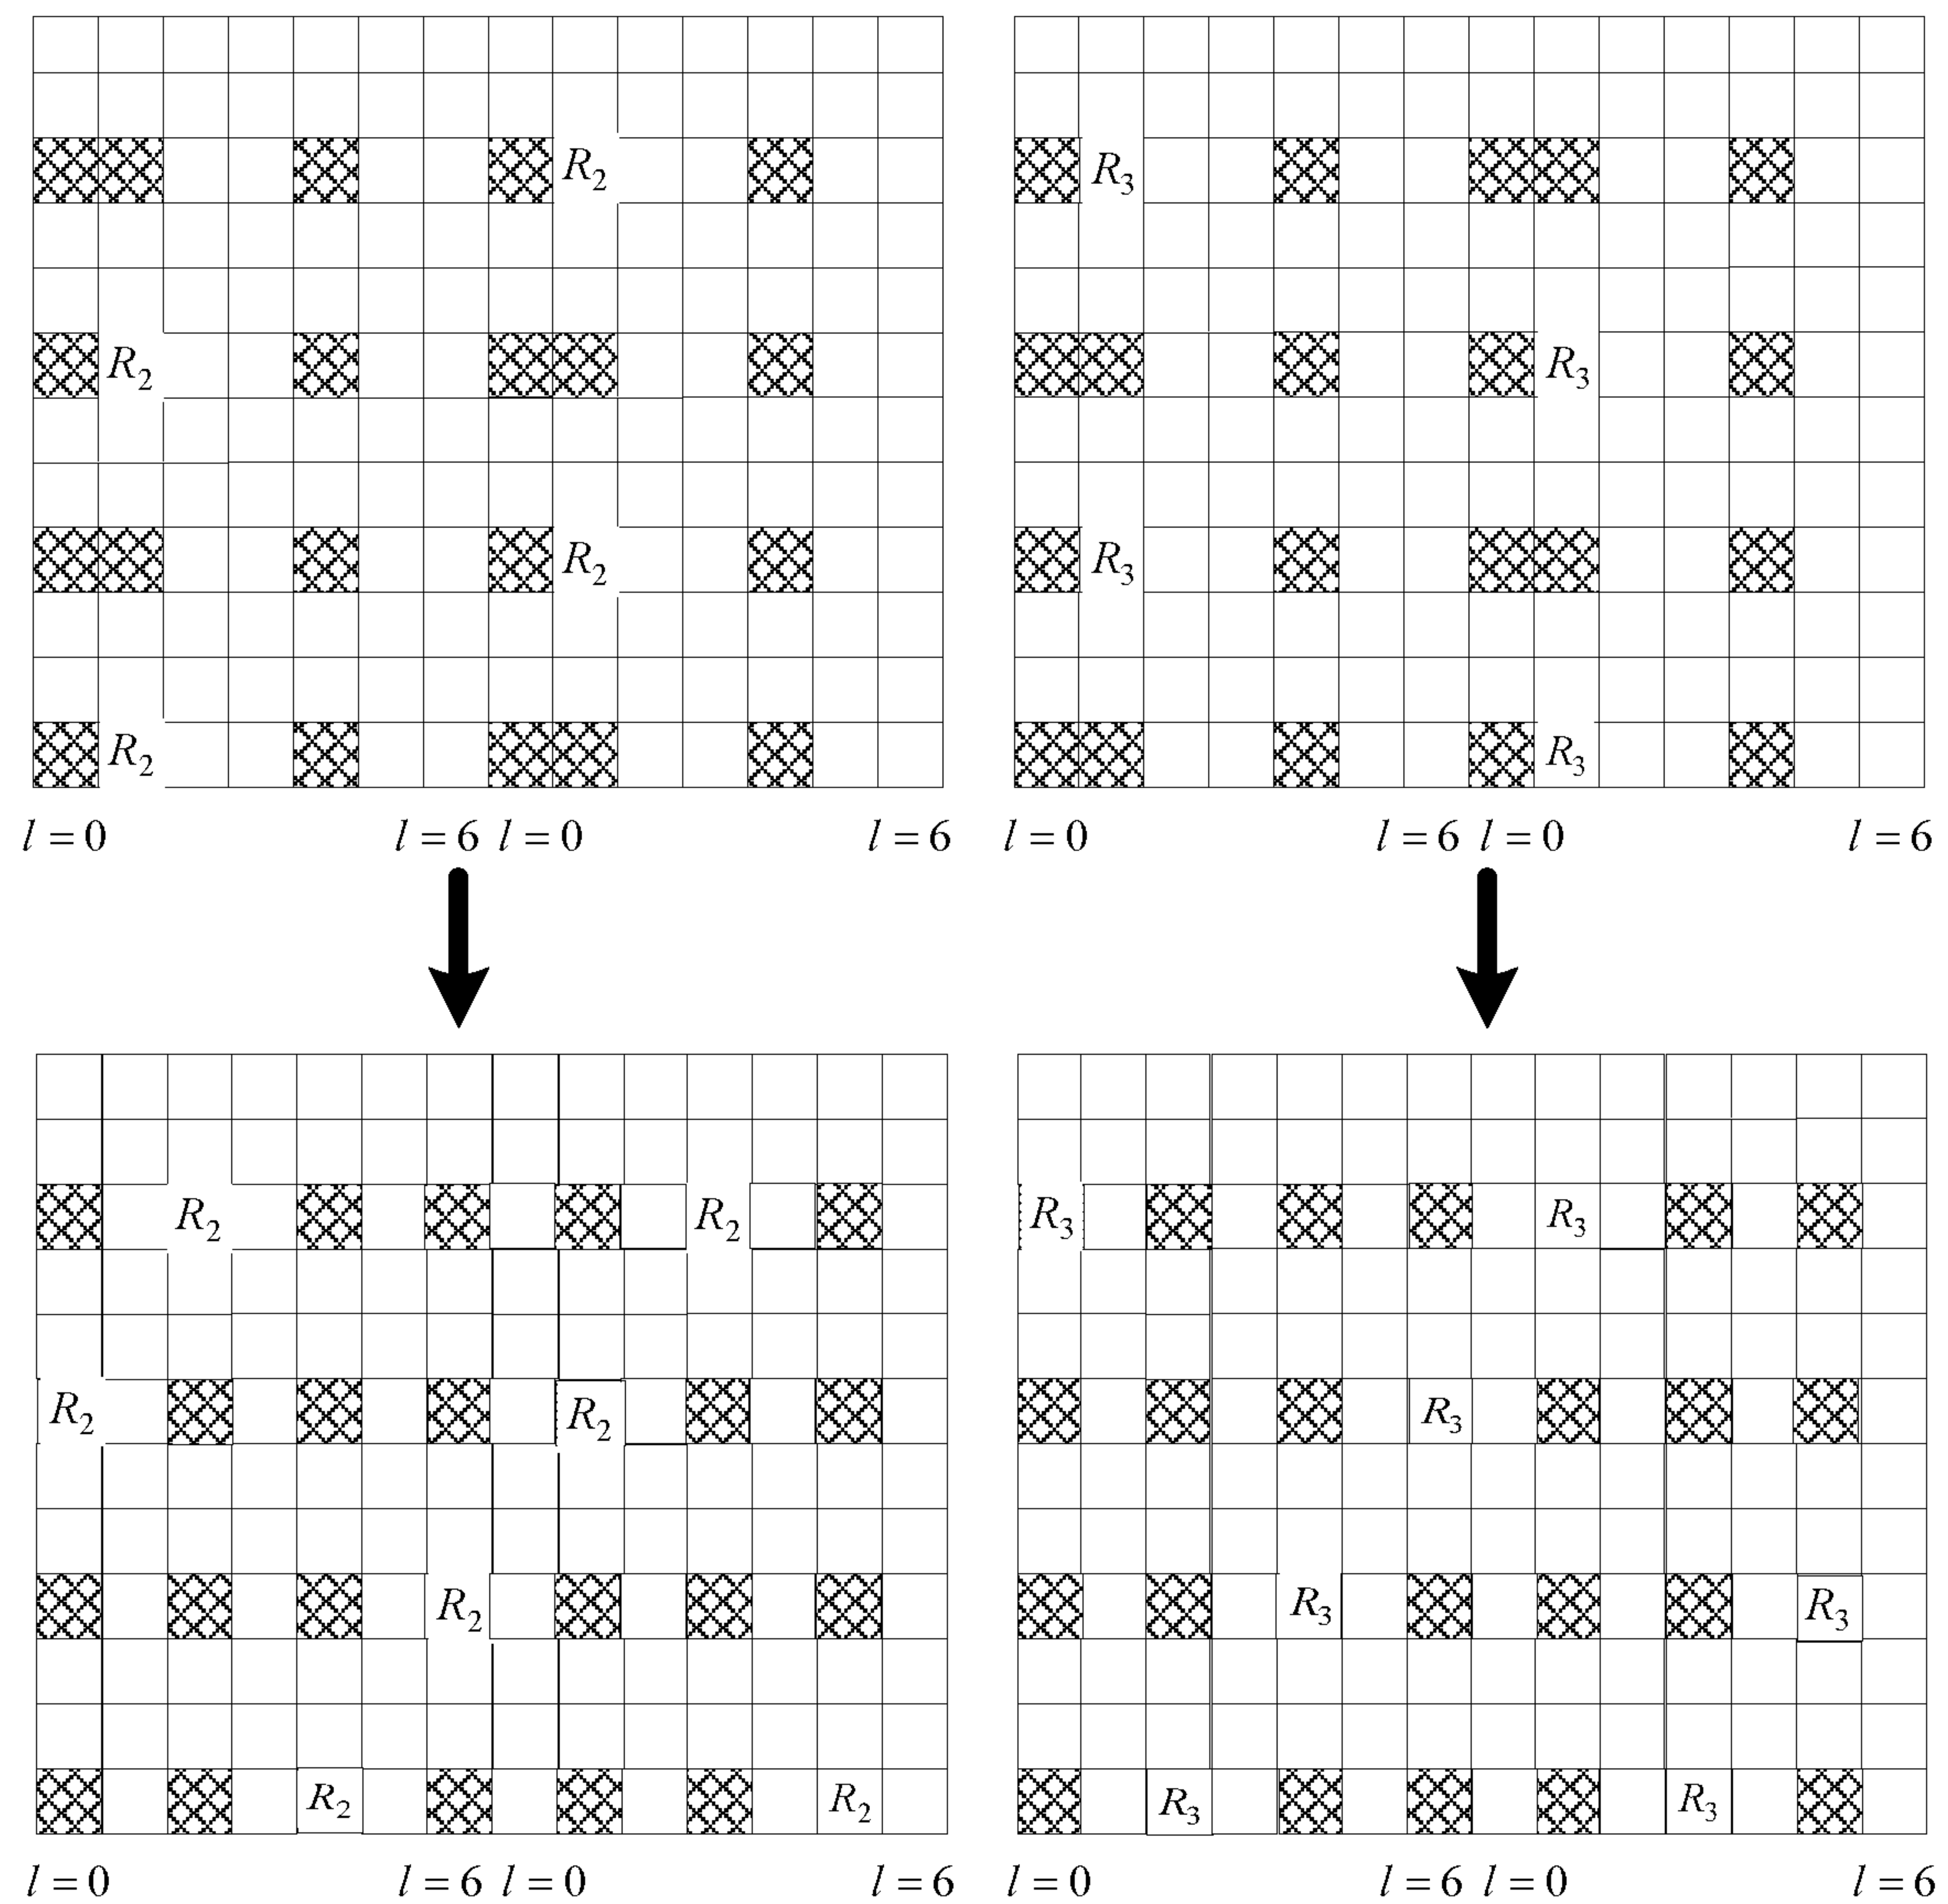 R₂ R₃
R₂ R₃
R₂ R₃
R₂ R₃
l = 0 l = 6 l = 0 l = 6 l = 0 l = 6 l = 0 l = 6
R₂ R₂ R₃ R₃
R₂ R₂ R₃
R₂ R₃ R₃
R₂ R₂ R₃ R₃
l = 0 l = 6 l = 0 l = 6 l = 0 l = 6 l = 0 l = 6